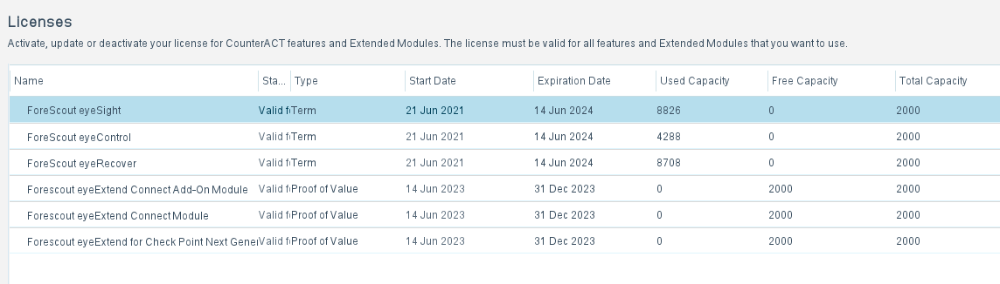 Licenses
Activate, update or deactivate your license for CounterACT features and Extended Modules. The license must be valid for all features and Extended Modules that you want to use.
Name Sta... Type Start Date Expiration Date Used Capacity Free Capacity Total Capacity
ForeScout eyeSight Valid f Term 21 Jun 2021 14 Jun 2024 8826 0 2000
ForeScout eyeControl Valid f Term 21 Jun 2021 14 Jun 2024 4288 0 2000
ForeScout eyeRecover Valid f Term 21 Jun 2021 14 Jun 2024 8708 0 2000
Forescout eyeExtend Connect Add-On Module Valid f Proof of Value 14 Jun 2023 31 Dec 2023 0 2000 2000
Forescout eyeExtend Connect Module Valid f Proof of Value 14 Jun 2023 31 Dec 2023 0 2000 2000
Forescout eyeExtend for Check Point Next Gener Valid f Proof of Value 14 Jun 2023 31 Dec 2023 0 2000 2000